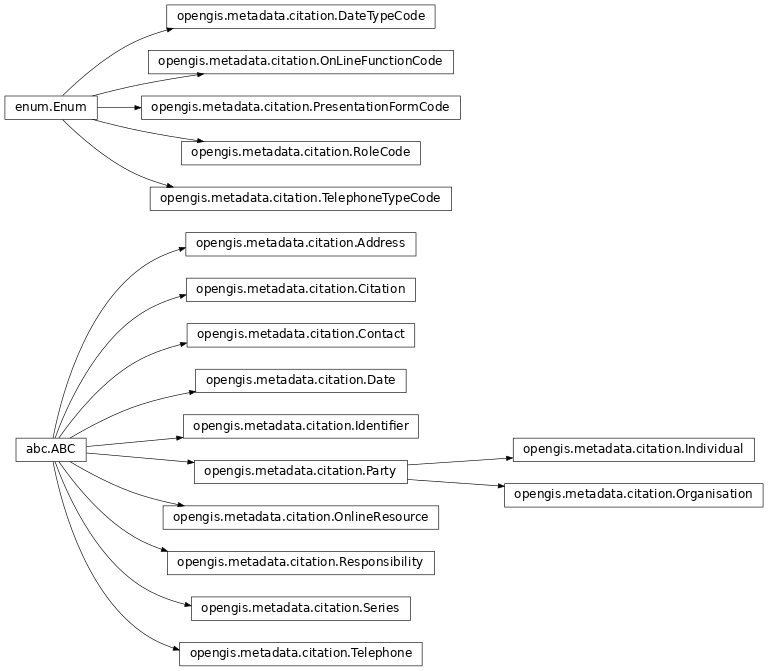 opengis.metadata.citation.DateTypeCode
opengis.metadata.citation.OnLineFunctionCode
enum.Enum
opengis.metadata.citation.PresentationFormCode
opengis.metadata.citation.RoleCode
opengis.metadata.citation.TelephoneTypeCode
opengis.metadata.citation.Address
opengis.metadata.citation.Citation
opengis.metadata.citation.Contact
opengis.metadata.citation.Date
opengis.metadata.citation.Identifier
abc.ABC
opengis.metadata.citation.Party
opengis.metadata.citation.Individual
opengis.metadata.citation.Organisation
opengis.metadata.citation.OnlineResource
opengis.metadata.citation.Responsibility
opengis.metadata.citation.Series
opengis.metadata.citation.Telephone